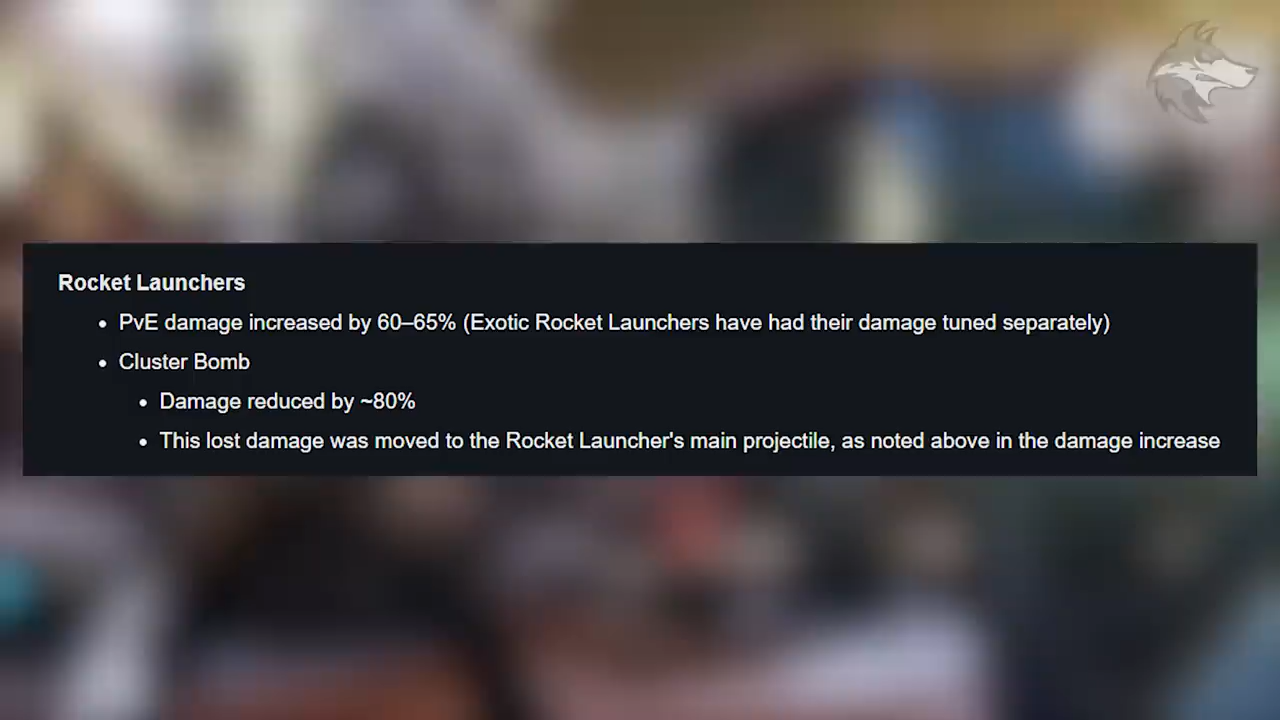 Rocket Launchers
PvE damage increased by 60–65% (Exotic Rocket Launchers have had their damage tuned separately)
Cluster Bomb
Damage reduced by ~80%
This lost damage was moved to the Rocket Launcher's main projectile, as noted above in the damage increase